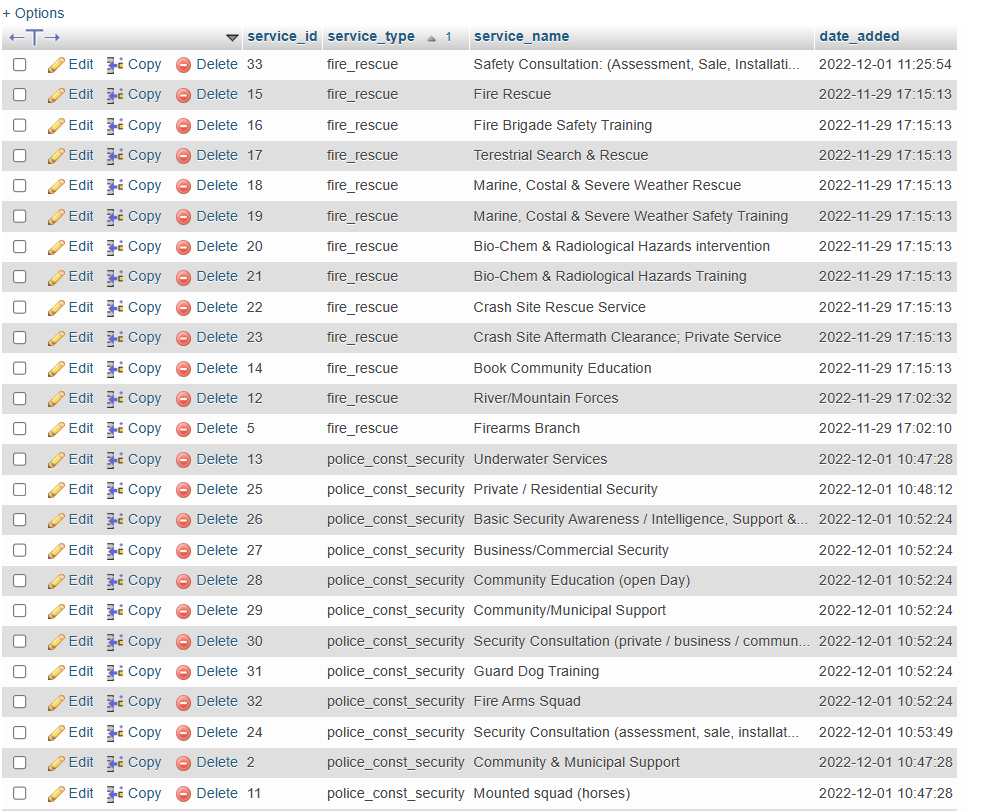 + Options
←T→ service_id service_type 1 service_name date_added
Edit Copy Delete 33 fire_rescue Safety Consultation: (Assessment, Sale, Installati... 2022-12-01 11:25:54
Edit Copy Delete 15 fire_rescue Fire Rescue 2022-11-29 17:15:13
Edit Copy Delete 16 fire_rescue Fire Brigade Safety Training 2022-11-29 17:15:13
Edit Copy Delete 17 fire_rescue Terestrial Search & Rescue 2022-11-29 17:15:13
Edit Copy Delete 18 fire_rescue Marine, Costal & Severe Weather Rescue 2022-11-29 17:15:13
Edit Copy Delete 19 fire_rescue Marine, Costal & Severe Weather Safety Training 2022-11-29 17:15:13
Edit Copy Delete 20 fire_rescue Bio-Chem & Radiological Hazards intervention 2022-11-29 17:15:13
Edit Copy Delete 21 fire_rescue Bio-Chem & Radiological Hazards Training 2022-11-29 17:15:13
Edit Copy Delete 22 fire_rescue Crash Site Rescue Service 2022-11-29 17:15:13
Edit Copy Delete 23 fire_rescue Crash Site Aftermath Clearance; Private Service 2022-11-29 17:15:13
Edit Copy Delete 14 fire_rescue Book Community Education 2022-11-29 17:15:13
Edit Copy Delete 12 fire_rescue River/Mountain Forces 2022-11-29 17:02:32
Edit Copy Delete 5 fire_rescue Firearms Branch 2022-11-29 17:02:10
Edit Copy Delete 13 police_const_security Underwater Services 2022-12-01 10:47:28
Edit Copy Delete 25 police_const_security Private / Residential Security 2022-12-01 10:48:12
Edit Copy Delete 26 police_const_security Basic Security Awareness / Intelligence, Support &... 2022-12-01 10:52:24
Edit Copy Delete 27 police_const_security Business/Commercial Security 2022-12-01 10:52:24
Edit Copy Delete 28 police_const_security Community Education (open Day) 2022-12-01 10:52:24
Edit Copy Delete 29 police_const_security Community/Municipal Support 2022-12-01 10:52:24
Edit Copy Delete 30 police_const_security Security Consultation (private / business / commun... 2022-12-01 10:52:24
Edit Copy Delete 31 police_const_security Guard Dog Training 2022-12-01 10:52:24
Edit Copy Delete 32 police_const_security Fire Arms Squad 2022-12-01 10:52:24
Edit Copy Delete 24 police_const_security Security Consultation (assessment, sale, installat... 2022-12-01 10:53:49
Edit Copy Delete 2 police_const_security Community & Municipal Support 2022-12-01 10:47:28
Edit Copy Delete 11 police_const_security Mounted squad (horses) 2022-12-01 10:47:28